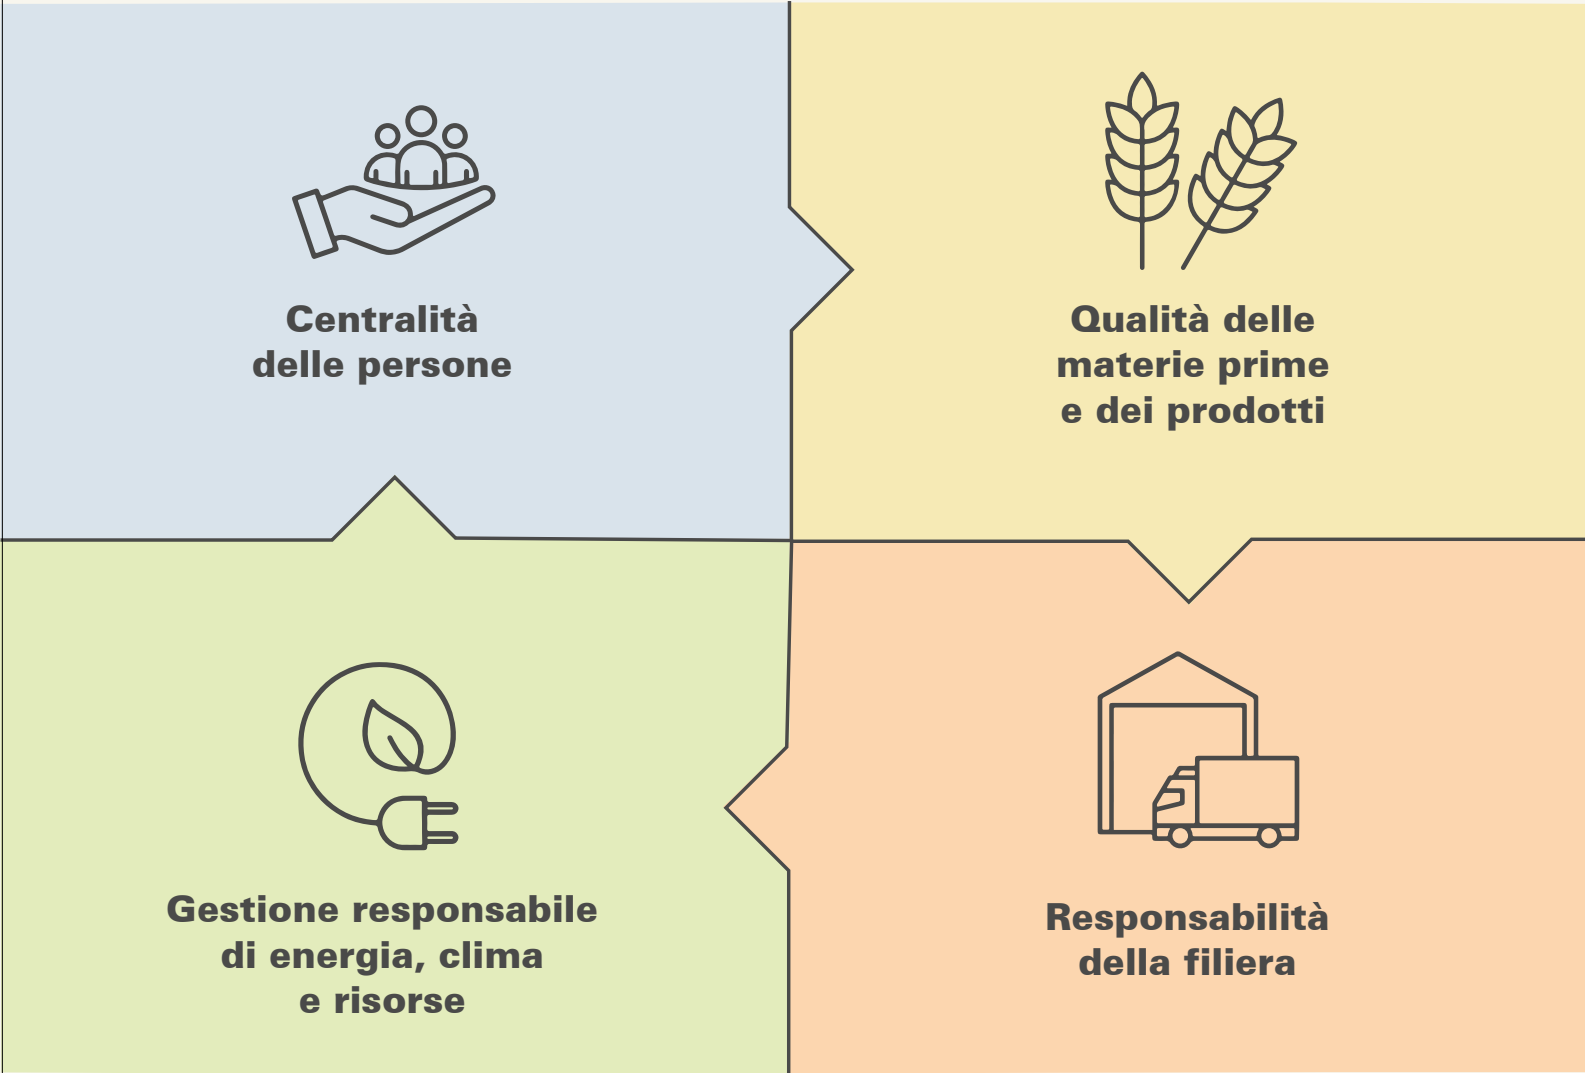 Centralità
delle persone
Qualità delle
materie prime
e dei prodotti
Gestione responsabile
di energia, clima
e risorse
Responsabilità
della filiera